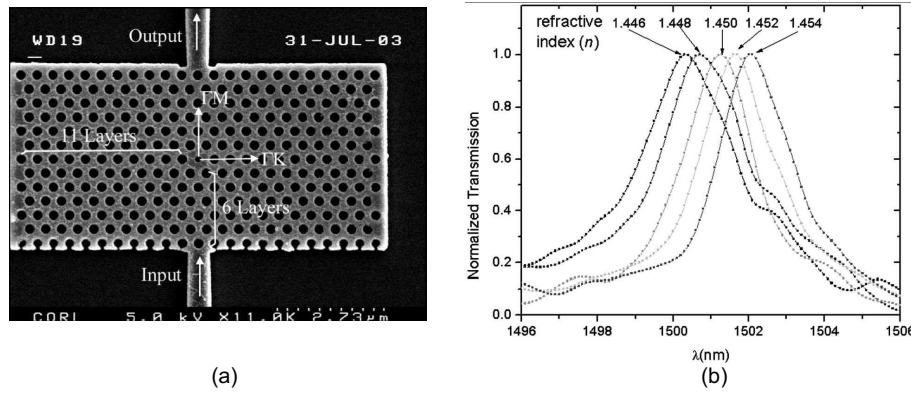 Output
WD19
31-JUL-03
ΓM
11 Layers
ΓK
6 Layers
Input
CORL 5.0 kV X11.0K 2.73μm
(a)
refractive
index (n)
1.446
1.448
1.450
1.452
1.454
Normalized Transmission
1.0
0.8
0.6
0.4
0.2
0.0
1496
1498
1500
1502
1504
1506
λ(nm)
(b)